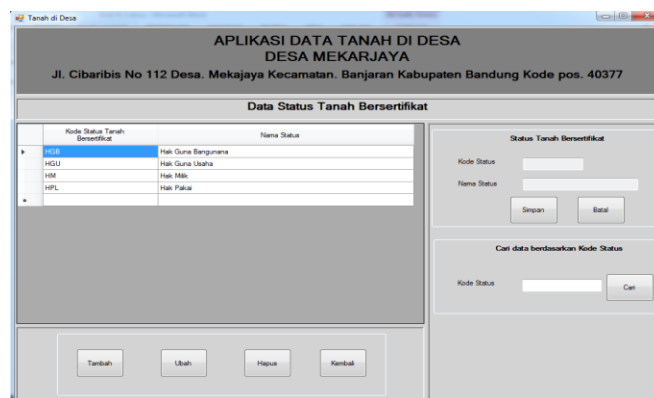 Tanah di Desa
APLIKASI DATA TANAH DI DESA
DESA MEKARJAYA
Jl. Cibaribis No 112 Desa. Mekajaya Kecamatan. Banjaran Kabupaten Bandung Kode pos. 40377
Data Status Tanah Bersertifikat
Kode Status Tanah Bersertifikat Nama Status
HGB Hak Guna Bangunana
HGU Hak Guna Usaha
HM Hak Milik
HPL Hak Pakai
Status Tanah Bersertifikat
Kode Status
Nama Status
Simpan Batal
Cari data berdasarkan Kode Status
Kode Status Cari
Tambah Ubah Hapus Kembali